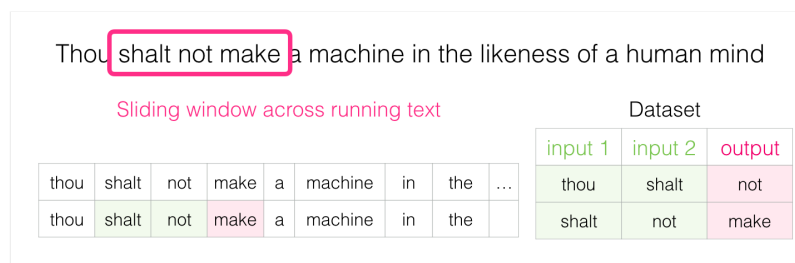 Thou shalt not make a machine in the likeness of a human mind
Sliding window across running text
thou shalt not make a machine in the ...
thou shalt not make a machine in the
Dataset
input 1 input 2 output
thou shalt not
shalt not make